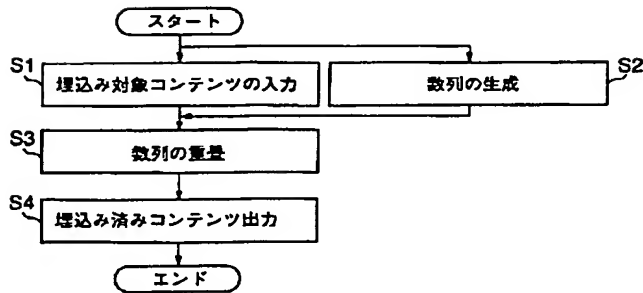 スタート
S1
埋込み対象コンテンツの入力
数列の生成
S2
S3
数列の重畳
S4
埋込み済みコンテンツ出力
エンド